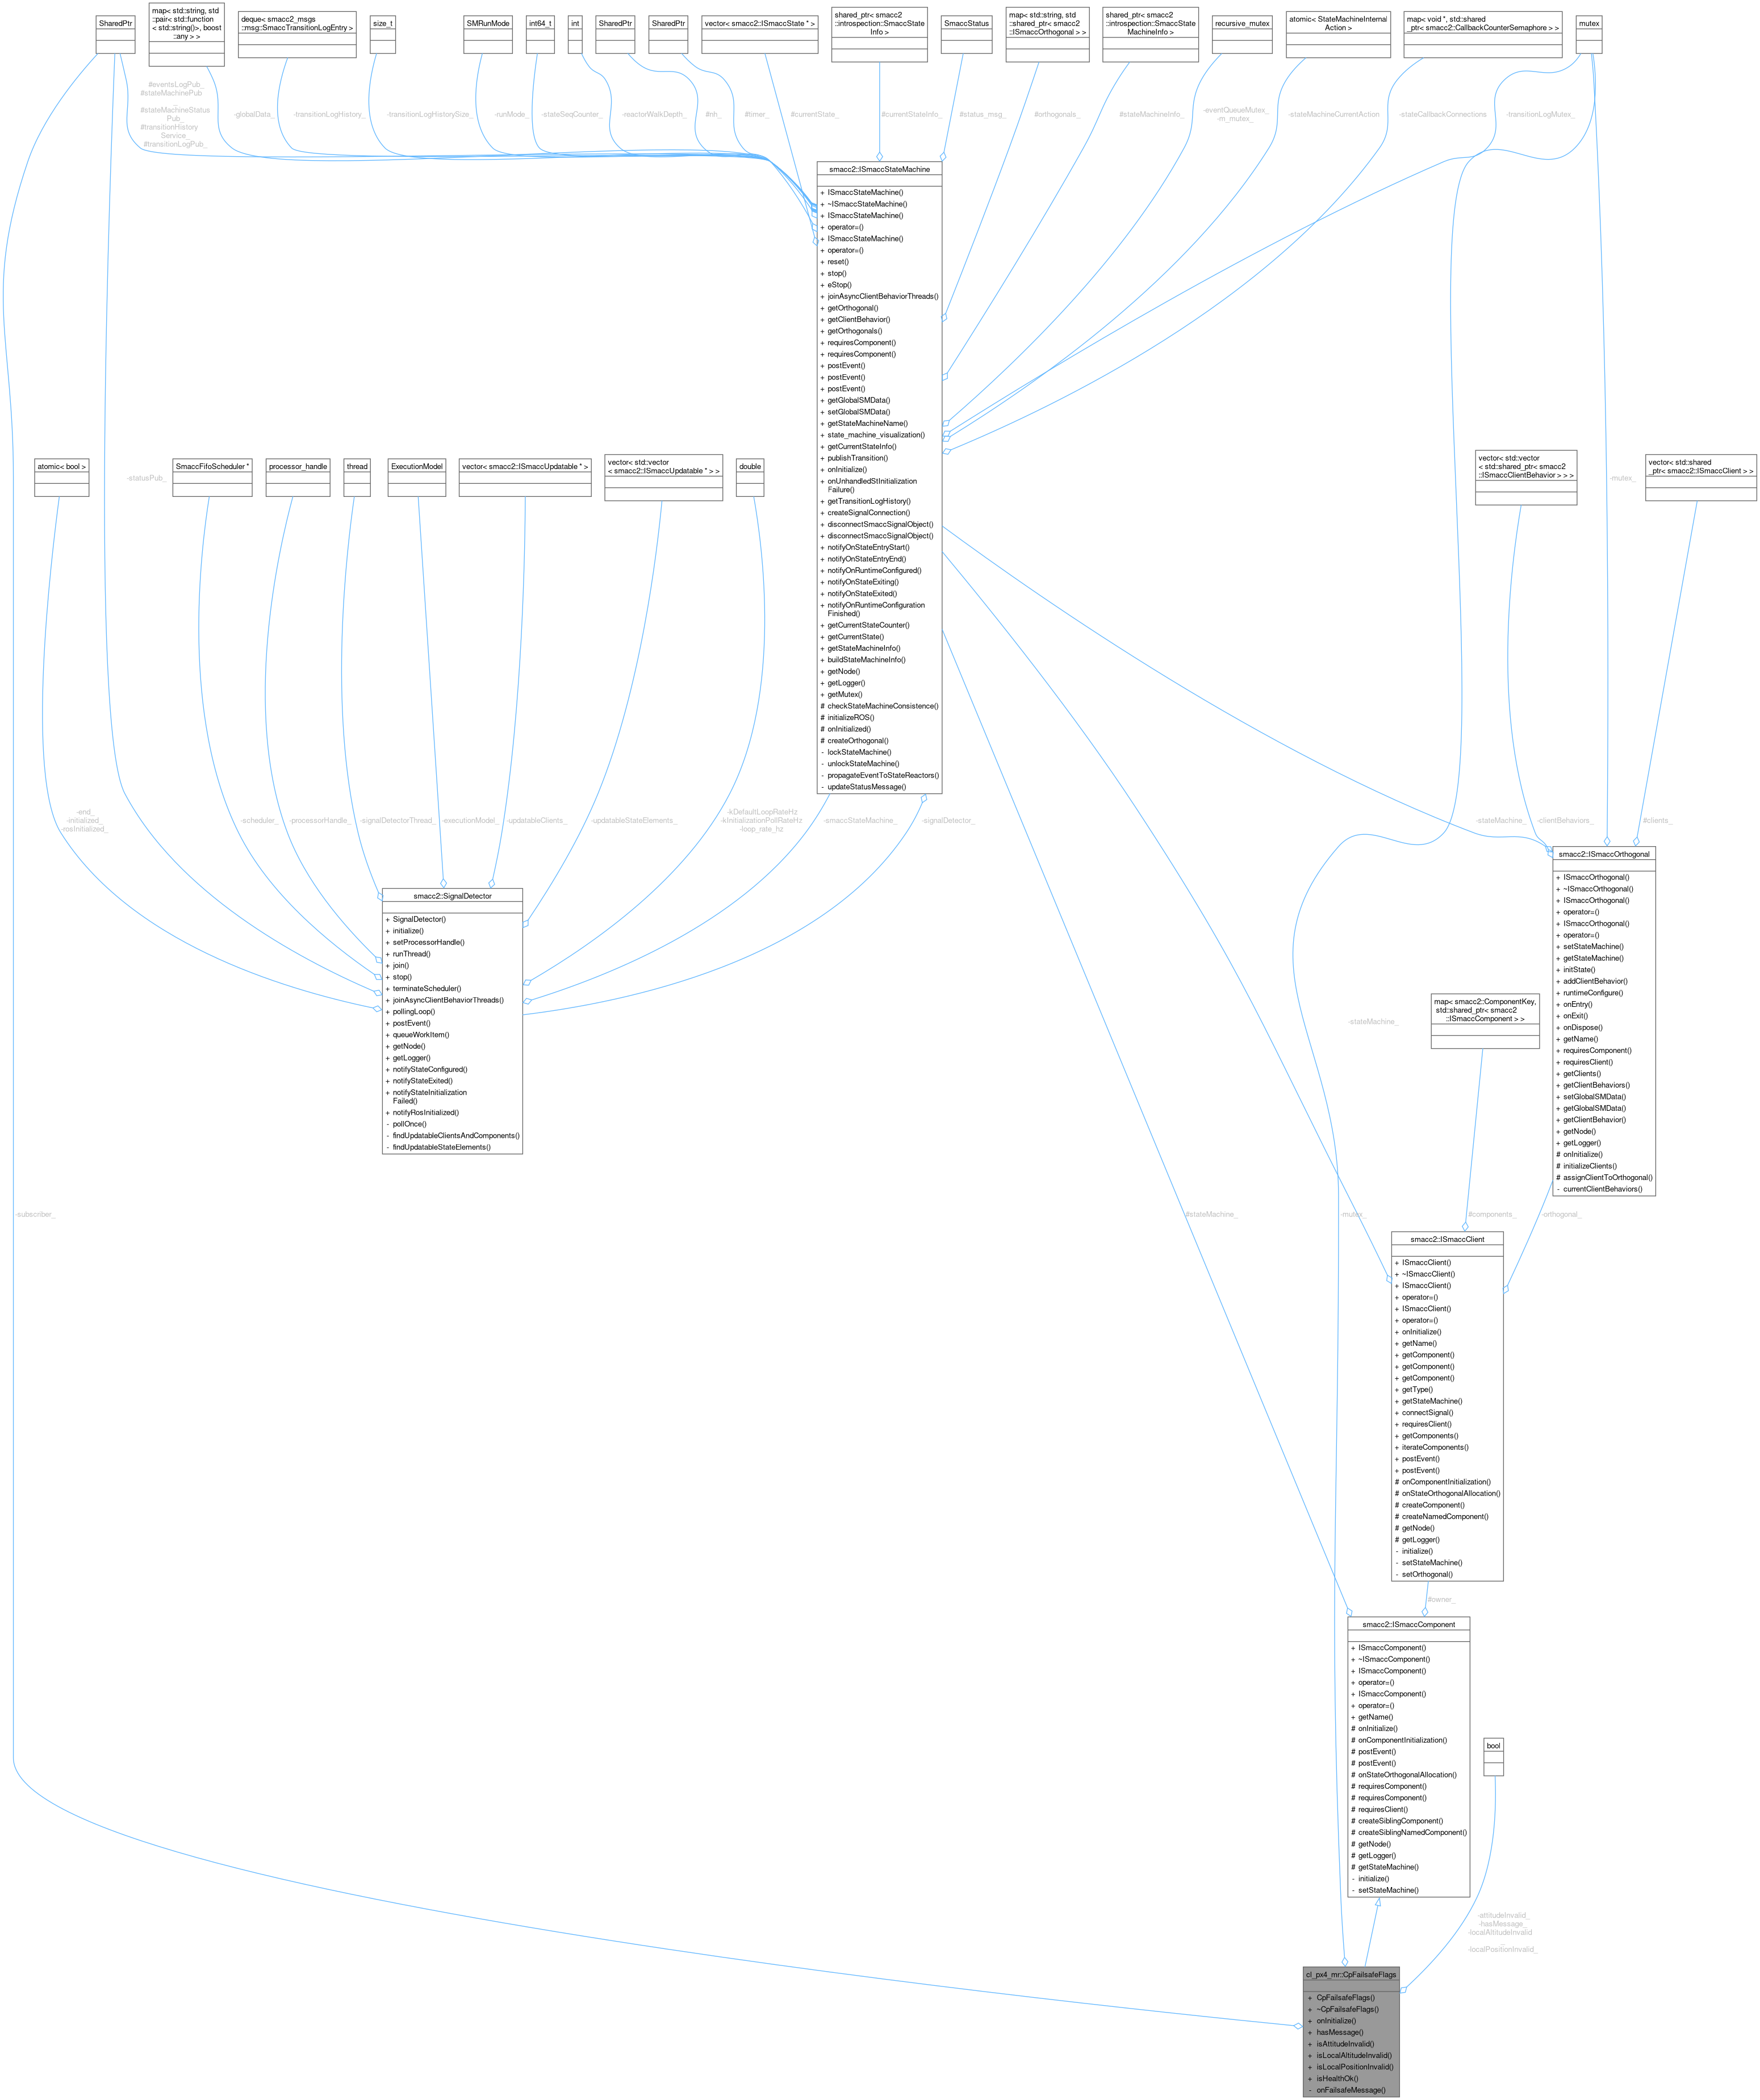 SharedPtr
map< std::string, std
::pair< std::function
< std::string()>, boost
::any > >
deque< smacc2_msgs
::msg::SmaccTransitionLogEntry >
size_t
SMRunMode
int64_t
int
SharedPtr
SharedPtr
vector< smacc2::ISmaccState * >
shared_ptr< smacc2
::introspection::SmaccState
Info >
SmaccStatus
map< std::string, std
::shared_ptr< smacc2
::ISmaccOrthogonal > >
shared_ptr< smacc2
::introspection::SmaccState
MachineInfo >
recursive_mutex
atomic< StateMachineInternal
Action >
map< void *, std::shared
_ptr< smacc2::CallbackCounterSemaphore > >
mutex
#eventsLogPub_
#stateMachinePub
_
#stateMachineStatus
Pub_
#transitionHistory
Service_
#transitionLogPub_
-globalData_
-transitionLogHistory_
-transitionLogHistorySize_
-runMode_
-stateSeqCounter_
-reactorWalkDepth_
#nh_
#timer_
#currentState_
#currentStateInfo_
#status_msg_
#orthogonals_
#stateMachineInfo_
-eventQueueMutex_
-m_mutex_
-stateMachineCurrentAction
-stateCallbackConnections
-transitionLogMutex_
smacc2::ISmaccStateMachine
+ ISmaccStateMachine()
+ ~ISmaccStateMachine()
+ ISmaccStateMachine()
+ operator=()
+ ISmaccStateMachine()
+ operator=()
+ reset()
+ stop()
+ eStop()
+ joinAsyncClientBehaviorThreads()
+ getOrthogonal()
+ getClientBehavior()
+ getOrthogonals()
+ requiresComponent()
+ requiresComponent()
+ postEvent()
+ postEvent()
+ postEvent()
+ getGlobalSMData()
+ setGlobalSMData()
+ getStateMachineName()
+ state_machine_visualization()
+ getCurrentStateInfo()
+ publishTransition()
+ onInitialize()
+ onUnhandledStInitialization
Failure()
+ getTransitionLogHistory()
+ createSignalConnection()
+ disconnectSmaccSignalObject()
+ disconnectSmaccSignalObject()
+ notifyOnStateEntryStart()
+ notifyOnStateEntryEnd()
+ notifyOnRuntimeConfigured()
+ notifyOnStateExiting()
+ notifyOnStateExited()
+ notifyOnRuntimeConfiguration
Finished()
+ getCurrentStateCounter()
+ getCurrentState()
+ getStateMachineInfo()
+ buildStateMachineInfo()
+ getNode()
+ getLogger()
+ getMutex()
# checkStateMachineConsistence()
# initializeROS()
# onInitialized()
# createOrthogonal()
- lockStateMachine()
- unlockStateMachine()
- propagateEventToStateReactors()
- updateStatusMessage()
atomic< bool >
-statusPub_
SmaccFifoScheduler *
processor_handle
thread
ExecutionModel
vector< smacc2::ISmaccUpdatable * >
vector< std::vector
< smacc2::ISmaccUpdatable * > >
double
vector< std::vector
< std::shared_ptr< smacc2
::ISmaccClientBehavior > > >
-mutex_
vector< std::shared
_ptr< smacc2::ISmaccClient > >
-end_
-initialized_
-rosInitialized_
-scheduler_
-processorHandle_
-signalDetectorThread_
-executionModel_
-updatableClients_
-updatableStateElements_
-kDefaultLoopRateHz
-kInitializationPollRateHz
-loop_rate_hz
-smaccStateMachine_
-signalDetector_
-stateMachine_
-clientBehaviors_
#clients_
smacc2::SignalDetector
+ SignalDetector()
+ initialize()
+ setProcessorHandle()
+ runThread()
+ join()
+ stop()
+ terminateScheduler()
+ joinAsyncClientBehaviorThreads()
+ pollingLoop()
+ postEvent()
+ queueWorkItem()
+ getNode()
+ getLogger()
+ notifyStateConfigured()
+ notifyStateExited()
+ notifyStateInitialization
Failed()
+ notifyRosInitialized()
- pollOnce()
- findUpdatableClientsAndComponents()
- findUpdatableStateElements()
smacc2::ISmaccOrthogonal
+ ISmaccOrthogonal()
+ ~ISmaccOrthogonal()
+ ISmaccOrthogonal()
+ operator=()
+ ISmaccOrthogonal()
+ operator=()
+ setStateMachine()
+ getStateMachine()
+ initState()
+ addClientBehavior()
+ runtimeConfigure()
+ onEntry()
+ onExit()
+ onDispose()
+ getName()
+ requiresComponent()
+ requiresClient()
+ getClients()
+ getClientBehaviors()
+ setGlobalSMData()
+ getGlobalSMData()
+ getClientBehavior()
+ getNode()
+ getLogger()
# onInitialize()
# initializeClients()
# assignClientToOrthogonal()
- currentClientBehaviors()
-stateMachine_
map< smacc2::ComponentKey,
std::shared_ptr< smacc2
::ISmaccComponent > >
-subscriber_
#stateMachine_
-mutex_
#components_
-orthogonal_
smacc2::ISmaccClient
+ ISmaccClient()
+ ~ISmaccClient()
+ ISmaccClient()
+ operator=()
+ ISmaccClient()
+ operator=()
+ onInitialize()
+ getName()
+ getComponent()
+ getComponent()
+ getComponent()
+ getType()
+ getStateMachine()
+ connectSignal()
+ requiresClient()
+ getComponents()
+ iterateComponents()
+ postEvent()
+ postEvent()
# onComponentInitialization()
# onStateOrthogonalAllocation()
# createComponent()
# createNamedComponent()
# getNode()
# getLogger()
- initialize()
- setStateMachine()
- setOrthogonal()
#owner_
smacc2::ISmaccComponent
+ ISmaccComponent()
+ ~ISmaccComponent()
+ ISmaccComponent()
+ operator=()
+ ISmaccComponent()
+ operator=()
+ getName()
# onInitialize()
# onComponentInitialization()
# postEvent()
# postEvent()
# onStateOrthogonalAllocation()
# requiresComponent()
# requiresComponent()
# requiresClient()
# createSiblingComponent()
# createSiblingNamedComponent()
# getNode()
# getLogger()
# getStateMachine()
- initialize()
- setStateMachine()
bool
-attitudeInvalid_
-hasMessage_
-localAltitudeInvalid
_
-localPositionInvalid_
cl_px4_mr::CpFailsafeFlags
+ CpFailsafeFlags()
+ ~CpFailsafeFlags()
+ onInitialize()
+ hasMessage()
+ isAttitudeInvalid()
+ isLocalAltitudeInvalid()
+ isLocalPositionInvalid()
+ isHealthOk()
- onFailsafeMessage()